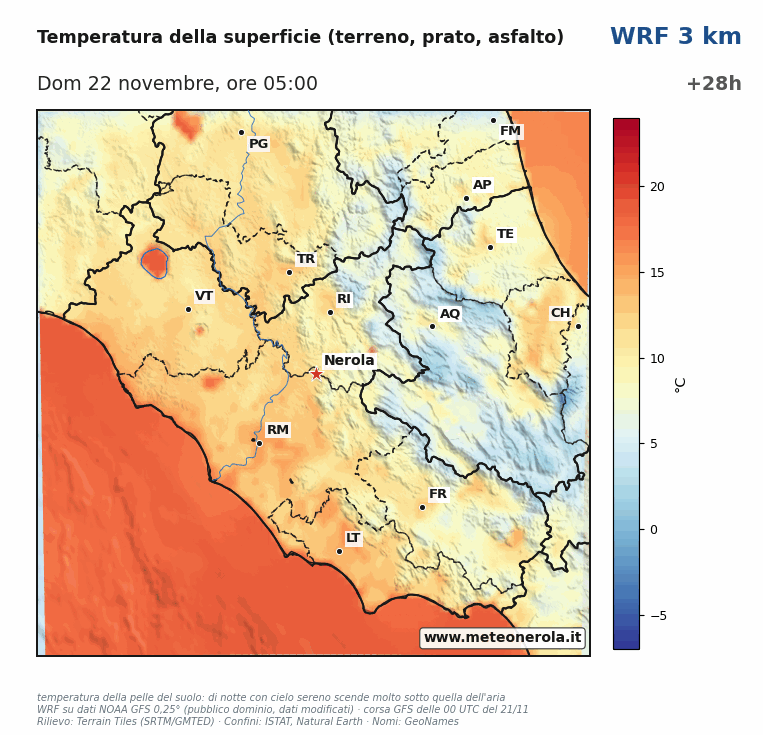 Temperatura della superficie (terreno, prato, asfalto)
WRF 3 km
Dom 22 novembre, ore 05:00
+28h
FM
PG
AP
TE
TR
VT
RI
AQ
CH
Nerola
RM
FR
LT
www.meteonerola.it
20
15
10
5
0
−5
°C
temperatura della pelle del suolo: di notte con cielo sereno scende molto sotto quella dell'aria
WRF su dati NOAA GFS 0,25° (pubblico dominio, dati modificati) · corsa GFS delle 00 UTC del 21/11
Rilievo: Terrain Tiles (SRTM/GMTED) · Confini: ISTAT, Natural Earth · Nomi: GeoNames